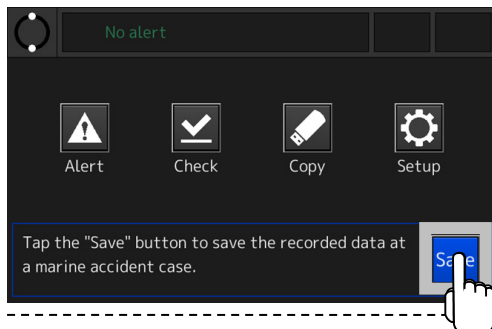 No alert
Alert Check Copy Setup
Tap the "Save" button to save the recorded data at
a marine accident case.
Save